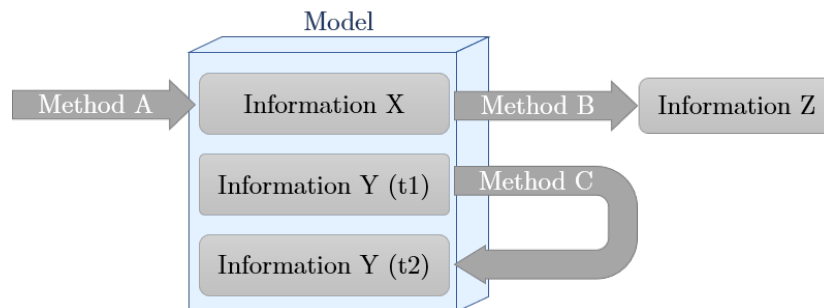 Model
Method A
Information X
Method B
Information Z
Information Y (t1)
Method C
Information Y (t2)